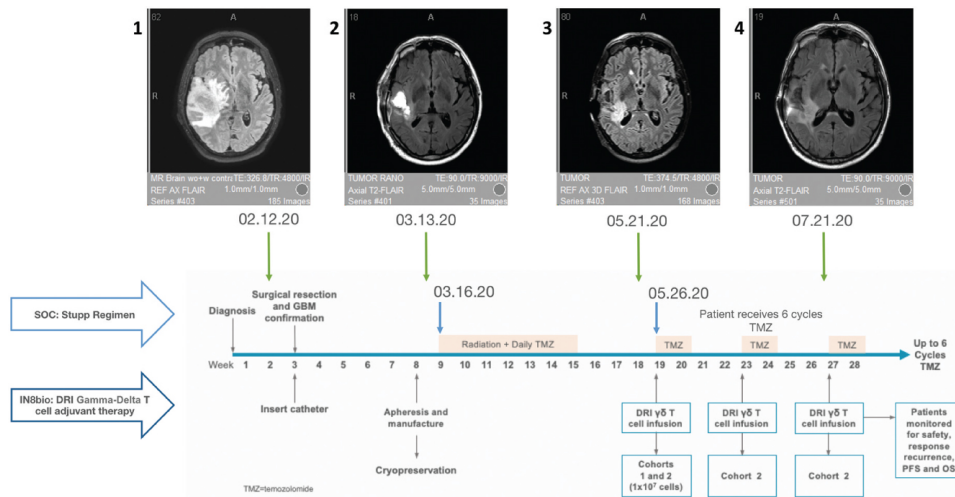 1
82
A
R
MR Brain wo+w contra TE:326.8/TR:4800/IR
REF AX FLAIR 1.0mm/1.0mm
Series #403 185 Images
2
18
A
R
TUMOR RANO TE:90.0/TR:9000/IR
Axial T2-FLAIR 5.0mm/5.0mm
Series #401 35 Images
3
80
A
R
TUMOR TE:374.5/TR:4800/IR
REF AX 3D FLAIR 1.0mm/1.0mm
Series #403 168 Images
4
19
A
R
TUMOR TE:90.0/TR:9000/IR
Axial T2-FLAIR 5.0mm/5.0mm
Series #501 35 Images
02.12.20
03.13.20
05.21.20
07.21.20
SOC: Stupp Regimen
Diagnosis
Surgical resection
and GBM
confirmation
03.16.20
05.26.20
Patient receives 6 cycles
TMZ
Radiation + Daily TMZ
TMZ
TMZ
TMZ
Up to 6
Cycles
TMZ
Week 1 2 3 4 5 6 7 8 9 10 11 12 13 14 15 16 17 18 19 20 21 22 23 24 25 26 27 28
IN8bio: DRI Gamma-Delta T
cell adjuvant therapy
Insert catheter
Apheresis and
manufacture
Cryopreservation
DRI γδ T
cell infusion
Cohorts
1 and 2
(1x10⁷ cells)
DRI γδ T
cell infusion
Cohort 2
DRI γδ T
cell infusion
Cohort 2
Patients
monitored
for safety,
response
recurrence,
PFS and OS
TMZ=temozolomide